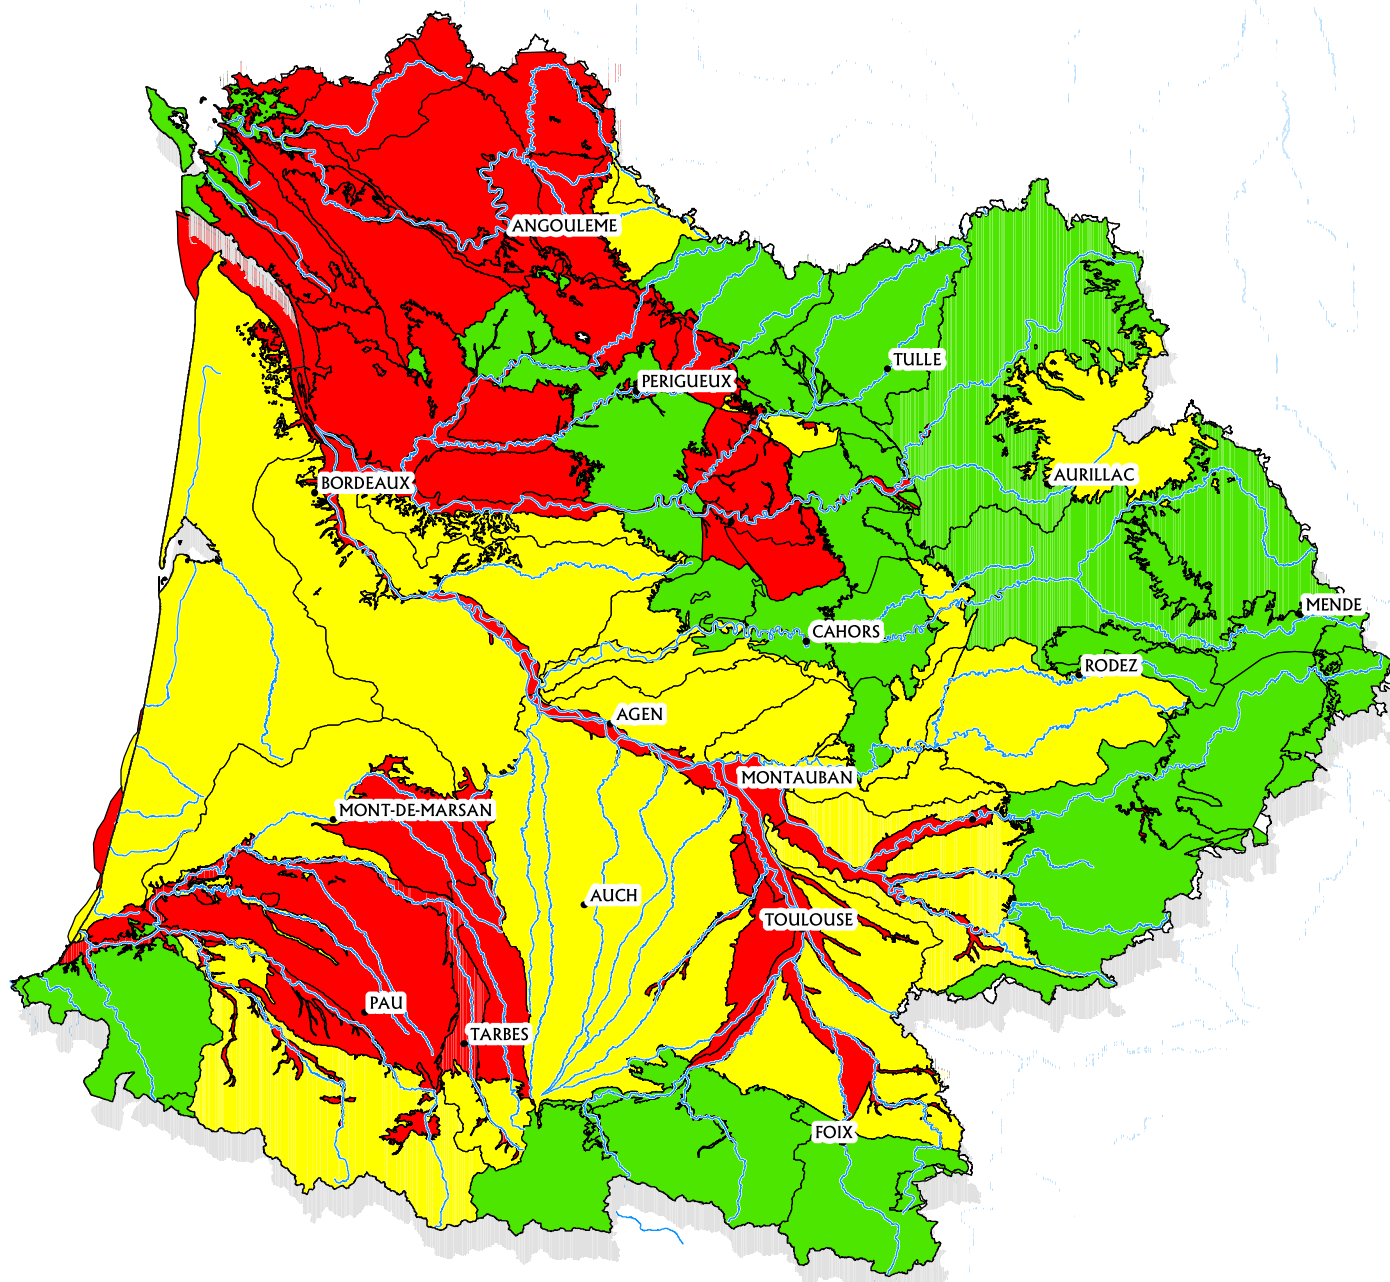 ANGOULEME
TULLE
PERIGUEUX
AURILLAC
BORDEAUX
MENDE
CAHORS
RODEZ
AGEN
MONTAUBAN
MONT-DE-MARSAN
AUCH
TOULOUSE
PAU
TARBES
FOIX